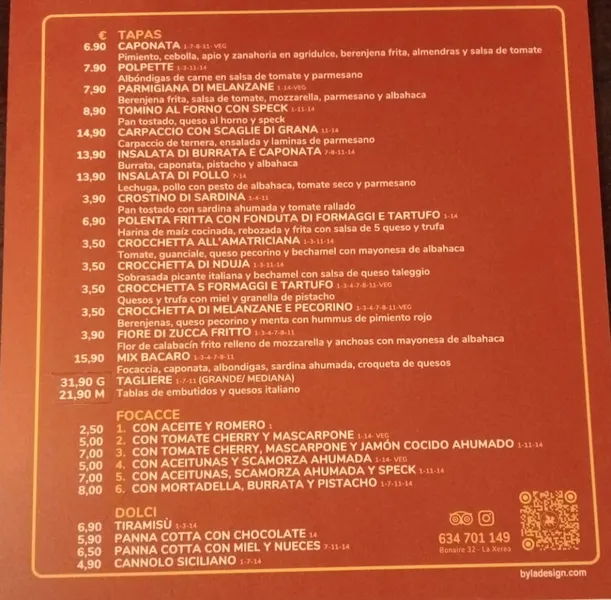 € TAPAS
6.90 CAPONATA 1-7-8-11- VEG
Pimiento, cebolla, apio y zanahoria en agridulce, berenjena frita, almendras y salsa de tomate
7.90 POLPETTE 1-3-11-14
Albóndigas de carne en salsa de tomate y parmesano
7,90 PARMIGIANA DI MELANZANE 1-14-VEG
Berenjena frita, salsa de tomate, mozzarella, parmesano y albahaca
8,90 TOMINO AL FORNO CON SPECK 1-11-14
Pan tostado, queso al horno y speck
14,90 CARPACCIO CON SCAGLIE DI GRANA 11-14
Carpaccio de ternera, ensalada y laminas de parmesano
13,90 INSALATA DI BURRATA E CAPONATA 7-8-11-14
Burrata, caponata, pistacho y albahaca
13,90 INSALATA DI POLLO 7-14
Lechuga, pollo con pesto de albahaca, tomate seco y parmesano
3,90 CROSTINO DI SARDINA 1-4-11
Pan tostado con sardina ahumada y tomate rallado
6,90 POLENTA FRITTA CON FONDUTA DI FORMAGGI E TARTUFO 1-14
Harina de maíz cocinada, rebozada y frita con salsa de 5 queso y trufa
3,50 CROCCHETTA ALL'AMATRICIANA 1-3-11-14
Tomate, guanciale, queso pecorino y bechamel con mayonesa de albahaca
3,50 CROCCHETTA DI NDUJA 1-3-11-14
Sobrasada picante italiana y bechamel con salsa de queso taleggio
3,50 CROCCHETTA 5 FORMAGGI E TARTUFO 1-3-4-7-8-11-VEG
Quesos y trufa con miel y granella de pistacho
3,50 CROCCHETTA DI MELANZANE E PECORINO 1-3-4-7-8-11-VEG
Berenjenas, queso pecorino y menta con hummus de pimiento rojo
3,90 FIORE DI ZUCCA FRITTO 1-3-4-7-8-11
Flor de calabacín frito relleno de mozzarella y anchoas con mayonesa de albahaca
15,90 MIX BACARO 1-3-4-7-8-11
Focaccia, caponata, albondigas, sardina ahumada, croqueta de quesos
31,90 G TAGLIERE 1-7-11 (GRANDE/ MEDIANA)
21,90 M Tablas de embutidos y quesos italiano
FOCACCE
2,50 1. CON ACEITE Y ROMERO 1
5,00 2. CON TOMATE CHERRY Y MASCARPONE 1-14- VEG
7,00 3. CON TOMATE CHERRY, MASCARPONE Y JAMÓN COCIDO AHUMADO 1-11-14
5,00 4. CON ACEITUNAS Y SCAMORZA AHUMADA 1-14- VEG
7,00 5. CON ACEITUNAS, SCAMORZA AHUMADA Y SPECK 1-11-14
8,00 6. CON MORTADELLA, BURRATA Y PISTACHO 1-7-11-14
DOLCI
6,90 TIRAMISÙ 1-3-14
5,90 PANNA COTTA CON CHOCOLATE 14
6,50 PANNA COTTA CON MIEL Y NUECES 7-11-14
4,90 CANNOLO SICILIANO 1-7-14
634 701 149
Bonaire 32 - La Xerea
byladesign.com